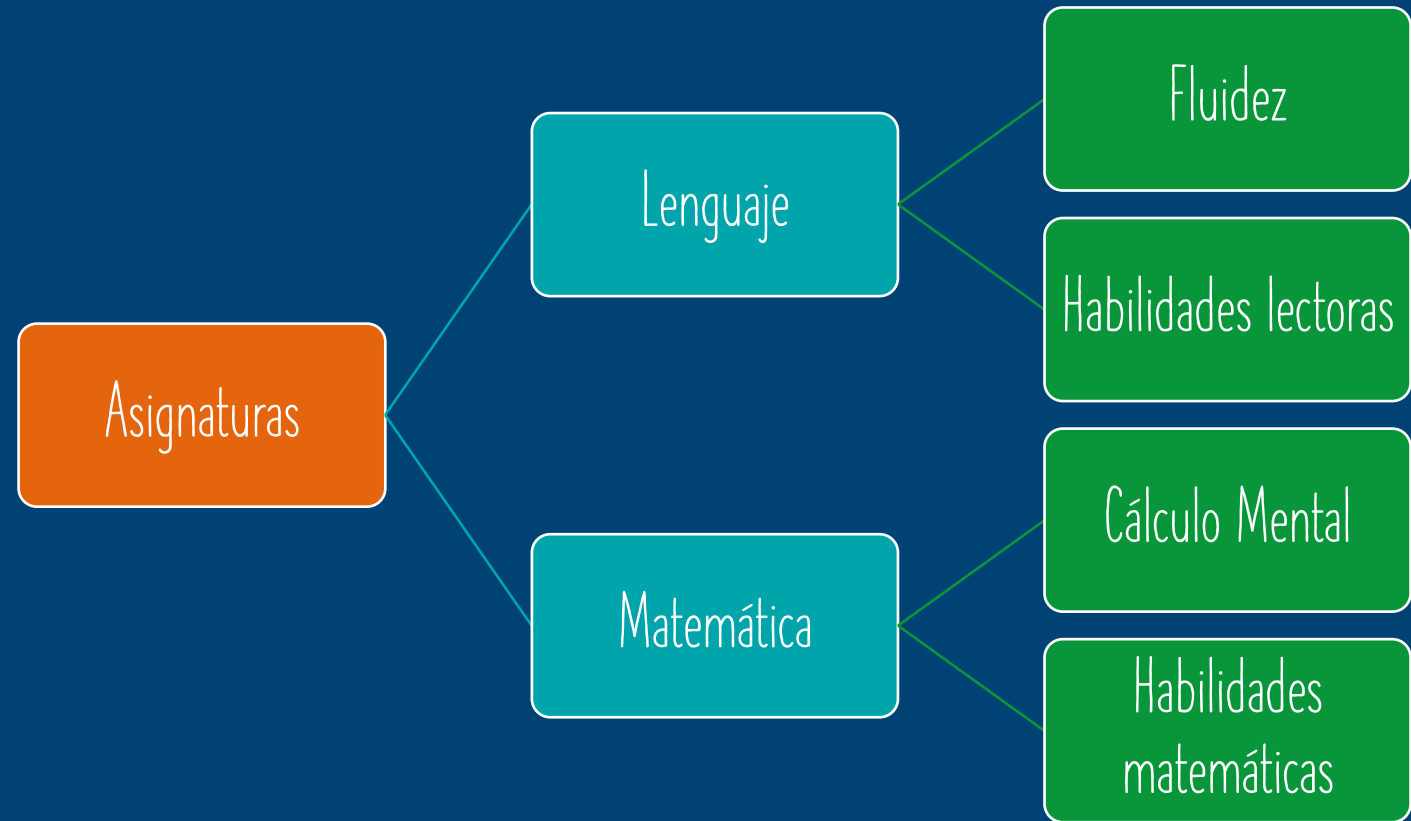 Asignaturas
Lenguaje
Fluidez
Habilidades lectoras
Matemática
Cálculo Mental
Habilidades
matemáticas